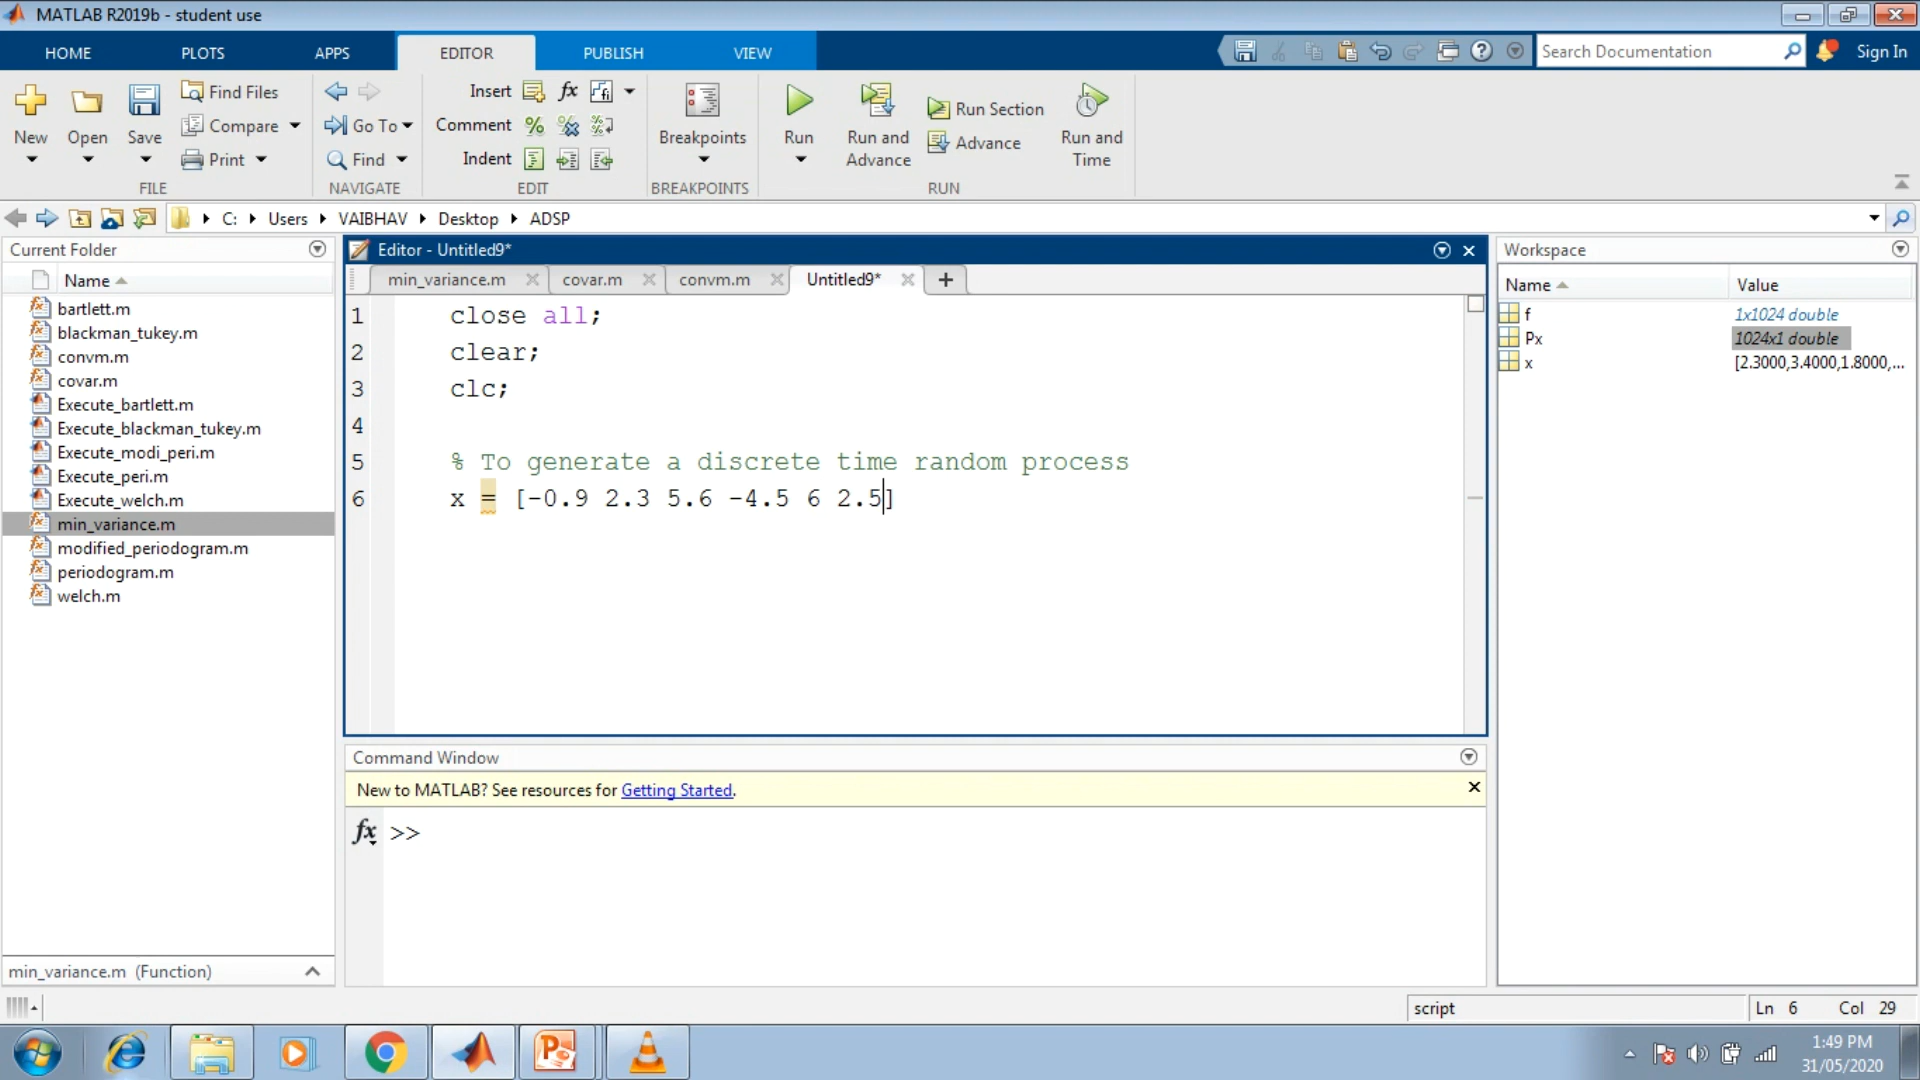 MATLAB R2019b - student use
HOME PLOTS APPS EDITOR PUBLISH VIEW Search Documentation Sign In
New Open Save Find Files Compare Print FILE
Go To Find NAVIGATE
Insert fx Comment Indent EDIT
Breakpoints BREAKPOINTS
Run Run and Advance Run Section Advance Run and Time RUN
C: Users VAIBHAV Desktop ADSP
Current Folder
Name
bartlett.m
blackman_tukey.m
convm.m
covar.m
Execute_bartlett.m
Execute_blackman_tukey.m
Execute_modi_peri.m
Execute_peri.m
Execute_welch.m
min_variance.m
modified_periodogram.m
periodogram.m
welch.m
min_variance.m (Function)
Editor - Untitled9*
min_variance.m covar.m convm.m Untitled9* +
1 close all;
2 clear;
3 clc;
4
5 % To generate a discrete time random process
6 x = [-0.9 2.3 5.6 -4.5 6 2.5]
Command Window
New to MATLAB? See resources for Getting Started.
fx >>
Workspace
Name Value
f 1x1024 double
Px 1024x1 double
x [2.3000,3.4000,1.8000,...
script Ln 6 Col 29
1:49 PM
31/05/2020